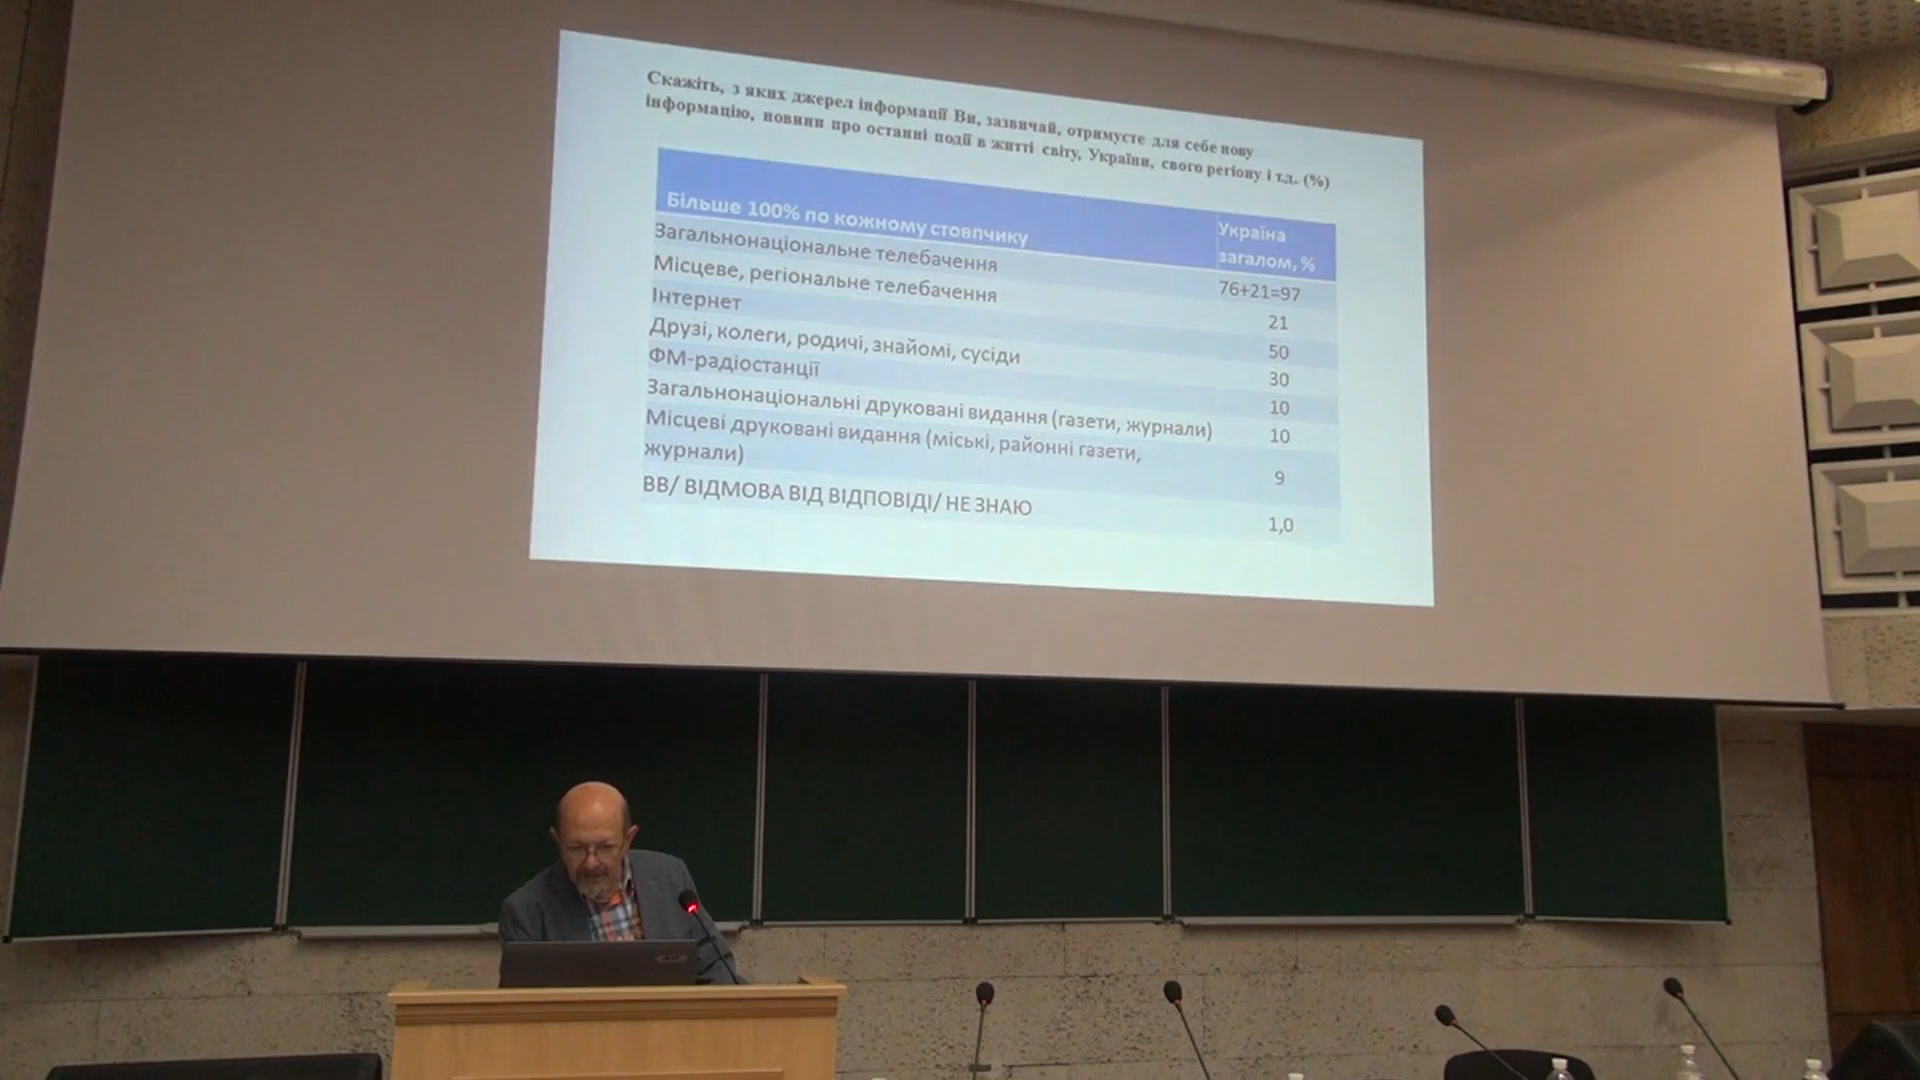 Скажіть, з яких джерел інформації Ви, зазвичай, отримуєте для себе нову
інформацію, новини про останні події в житті світу, України, свого регіону і т.д. (%)
Більше 100% по кожному стовпчику
Україна
загалом, %
Загальнонаціональне телебачення 76+21=97
Місцеве, регіональне телебачення 21
Інтернет 50
Друзі, колеги, родичі, знайомі, сусіди 30
ФМ-радіостанції 10
Загальнонаціональні друковані видання (газети, журнали) 10
Місцеві друковані видання (міські, районні газети,
журнали) 9
ВВ/ ВІДМОВА ВІД ВІДПОВІДІ/ НЕ ЗНАЮ 1,0